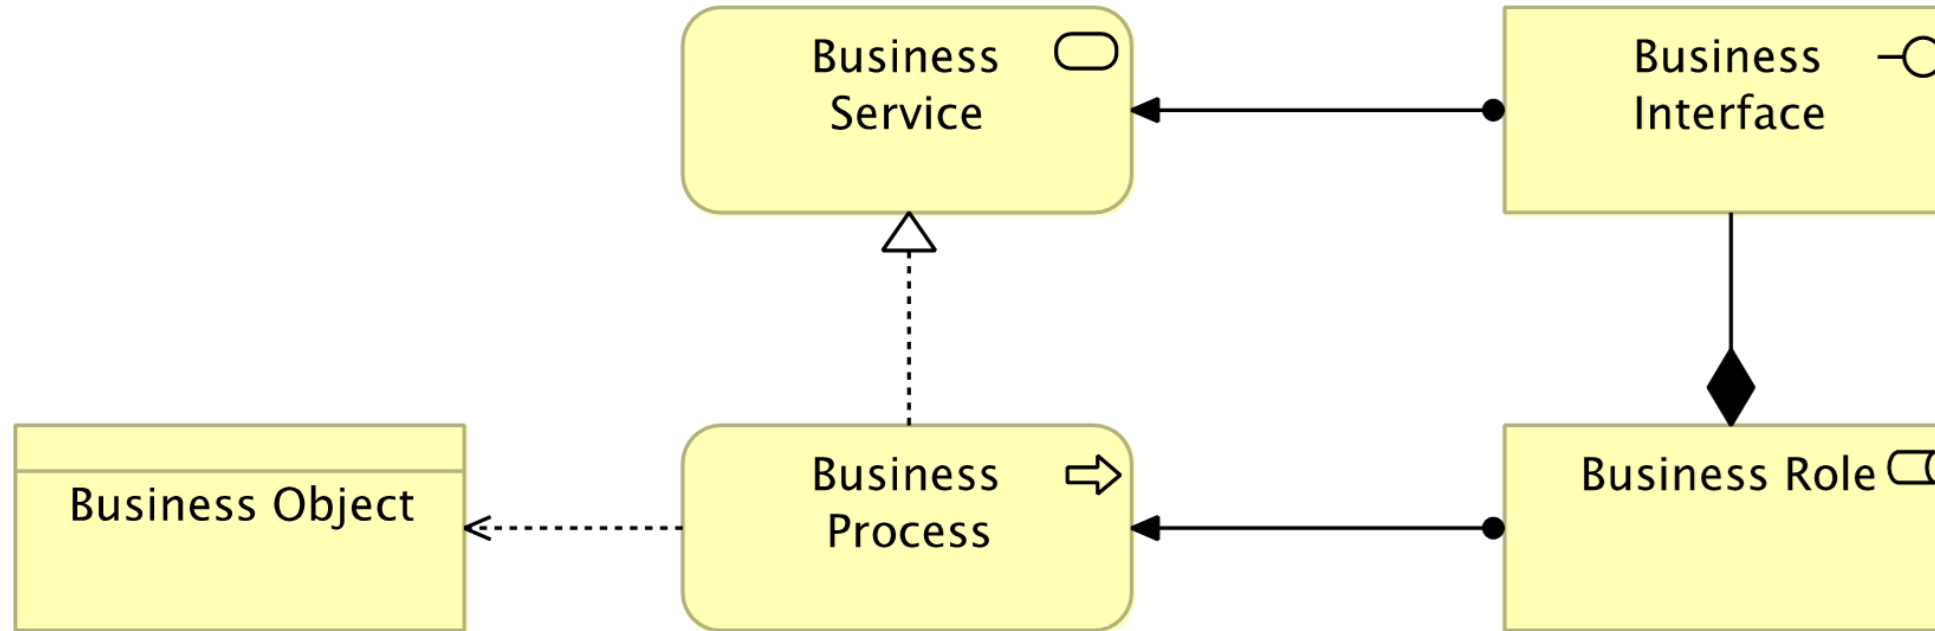 Business
Service
Business
Interface
Business Object
Business
Process
Business Role